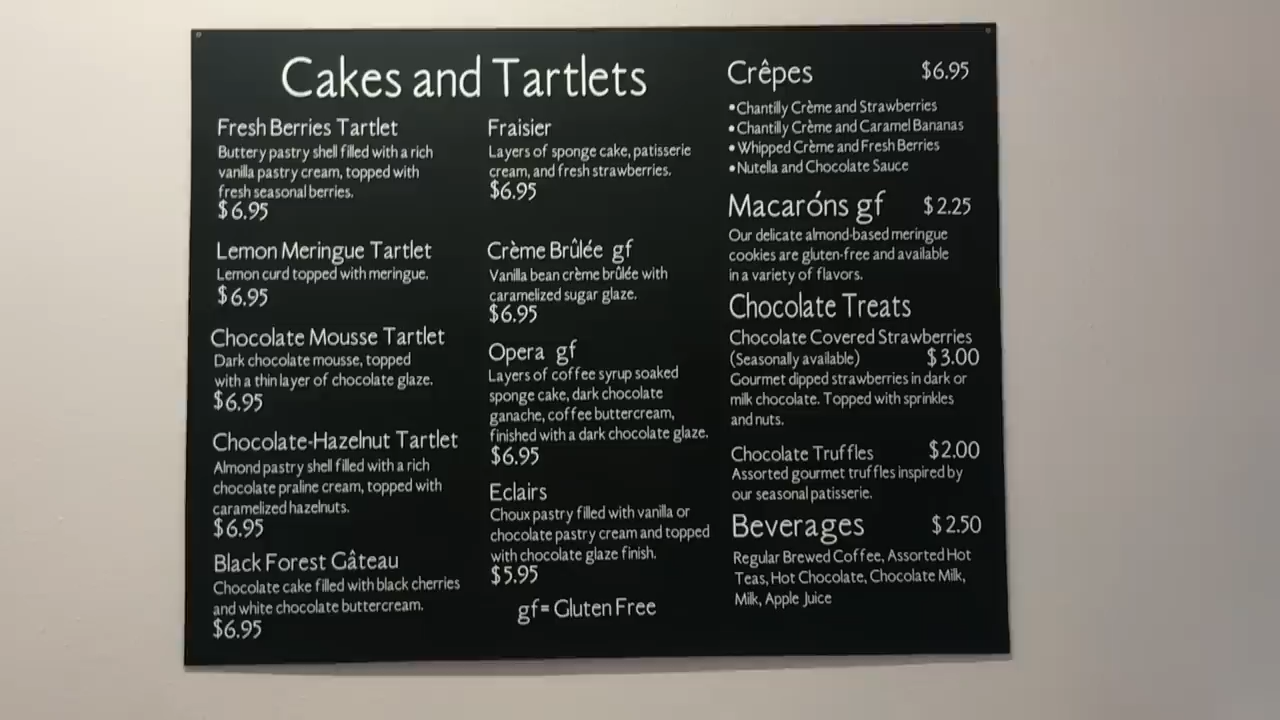 Cakes and Tartlets
Fresh Berries Tartlet
Buttery pastry shell filled with a rich
vanilla pastry cream, topped with
fresh seasonal berries.
$6.95
Lemon Meringue Tartlet
Lemon curd topped with meringue.
$6.95
Chocolate Mousse Tartlet
Dark chocolate mousse, topped
with a thin layer of chocolate glaze.
$6.95
Chocolate-Hazelnut Tartlet
Almond pastry shell filled with a rich
chocolate praline cream, topped with
caramelized hazelnuts.
$6.95
Black Forest Gâteau
Chocolate cake filled with black cherries
and white chocolate buttercream.
$6.95
Fraisier
Layers of sponge cake, patisserie
cream, and fresh strawberries.
$6.95
Crème Brûlée gf
Vanilla bean crème brûlée with
caramelized sugar glaze.
$6.95
Opera gf
Layers of coffee syrup soaked
sponge cake, dark chocolate
ganache, coffee buttercream,
finished with a dark chocolate glaze.
$6.95
Eclairs
Choux pastry filled with vanilla or
chocolate pastry cream and topped
with chocolate glaze finish.
$5.95
gf= Gluten Free
Crêpes $6.95
•Chantilly Crème and Strawberries
•Chantilly Crème and Caramel Bananas
•Whipped Crème and Fresh Berries
•Nutella and Chocolate Sauce
Macaróns gf $2.25
Our delicate almond-based meringue
cookies are gluten-free and available
in a variety of flavors.
Chocolate Treats
Chocolate Covered Strawberries
(Seasonally available) $3.00
Gourmet dipped strawberries in dark or
milk chocolate. Topped with sprinkles
and nuts.
Chocolate Truffles $2.00
Assorted gourmet truffles inspired by
our seasonal patisserie.
Beverages $2.50
Regular Brewed Coffee, Assorted Hot
Teas, Hot Chocolate, Chocolate Milk,
Milk, Apple Juice